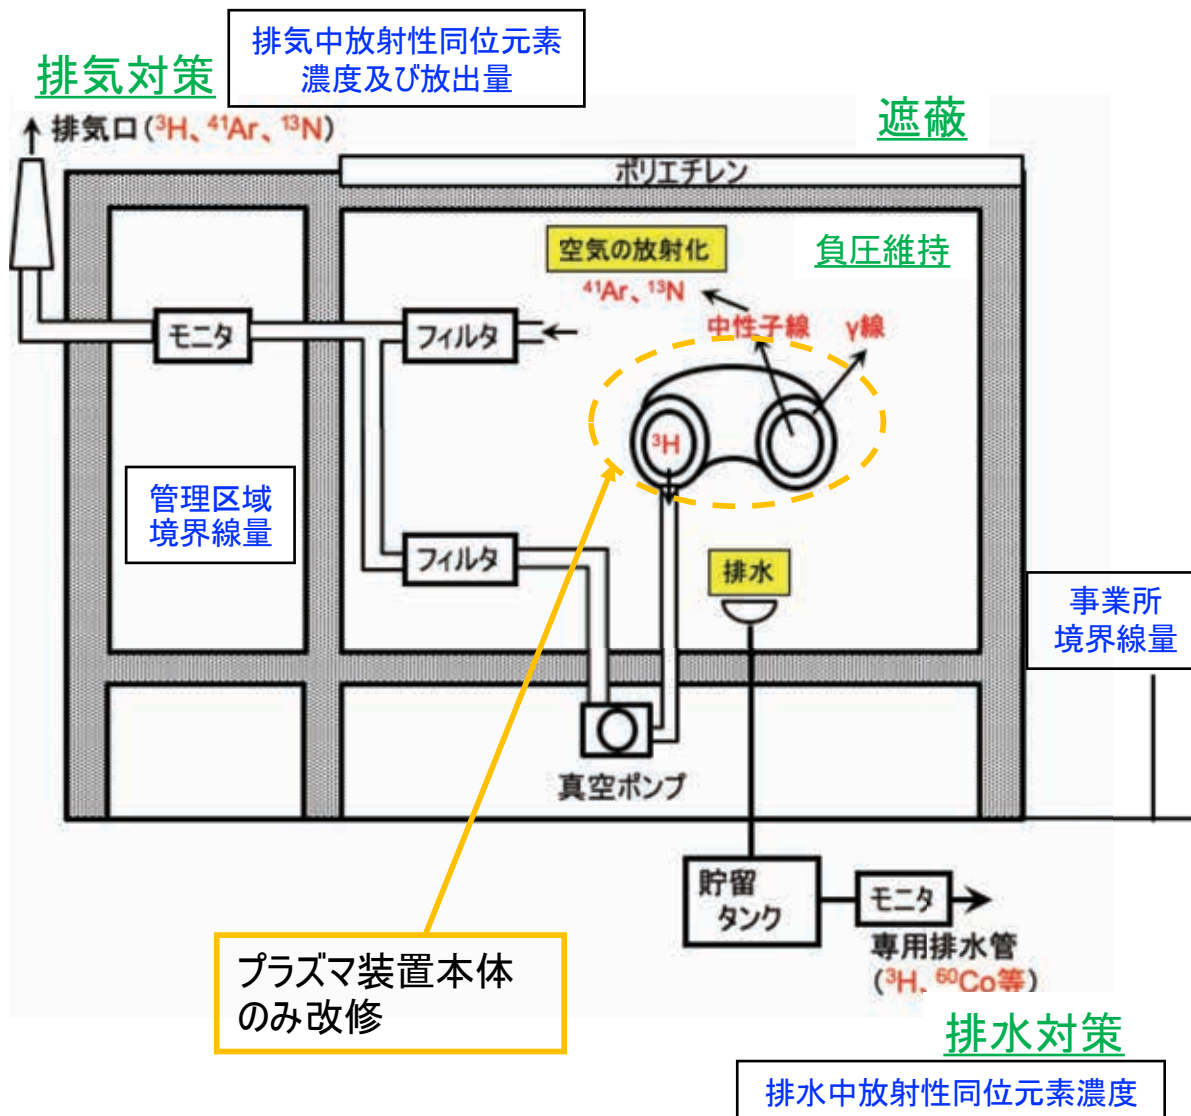 排気対策
排気中放射性同位元素
濃度及び放出量
排気口(³H、⁴¹Ar、¹³N)
遮蔽
ポリエチレン
空気の放射化
⁴¹Ar、¹³N
負圧維持
中性子線
γ線
モニタ
フィルタ
³H
管理区域
境界線量
フィルタ
排水
事業所
境界線量
真空ポンプ
貯留
タンク
モニタ
専用排水管
(³H、⁶⁰Co等)
プラズマ装置本体
のみ改修
排水対策
排水中放射性同位元素濃度